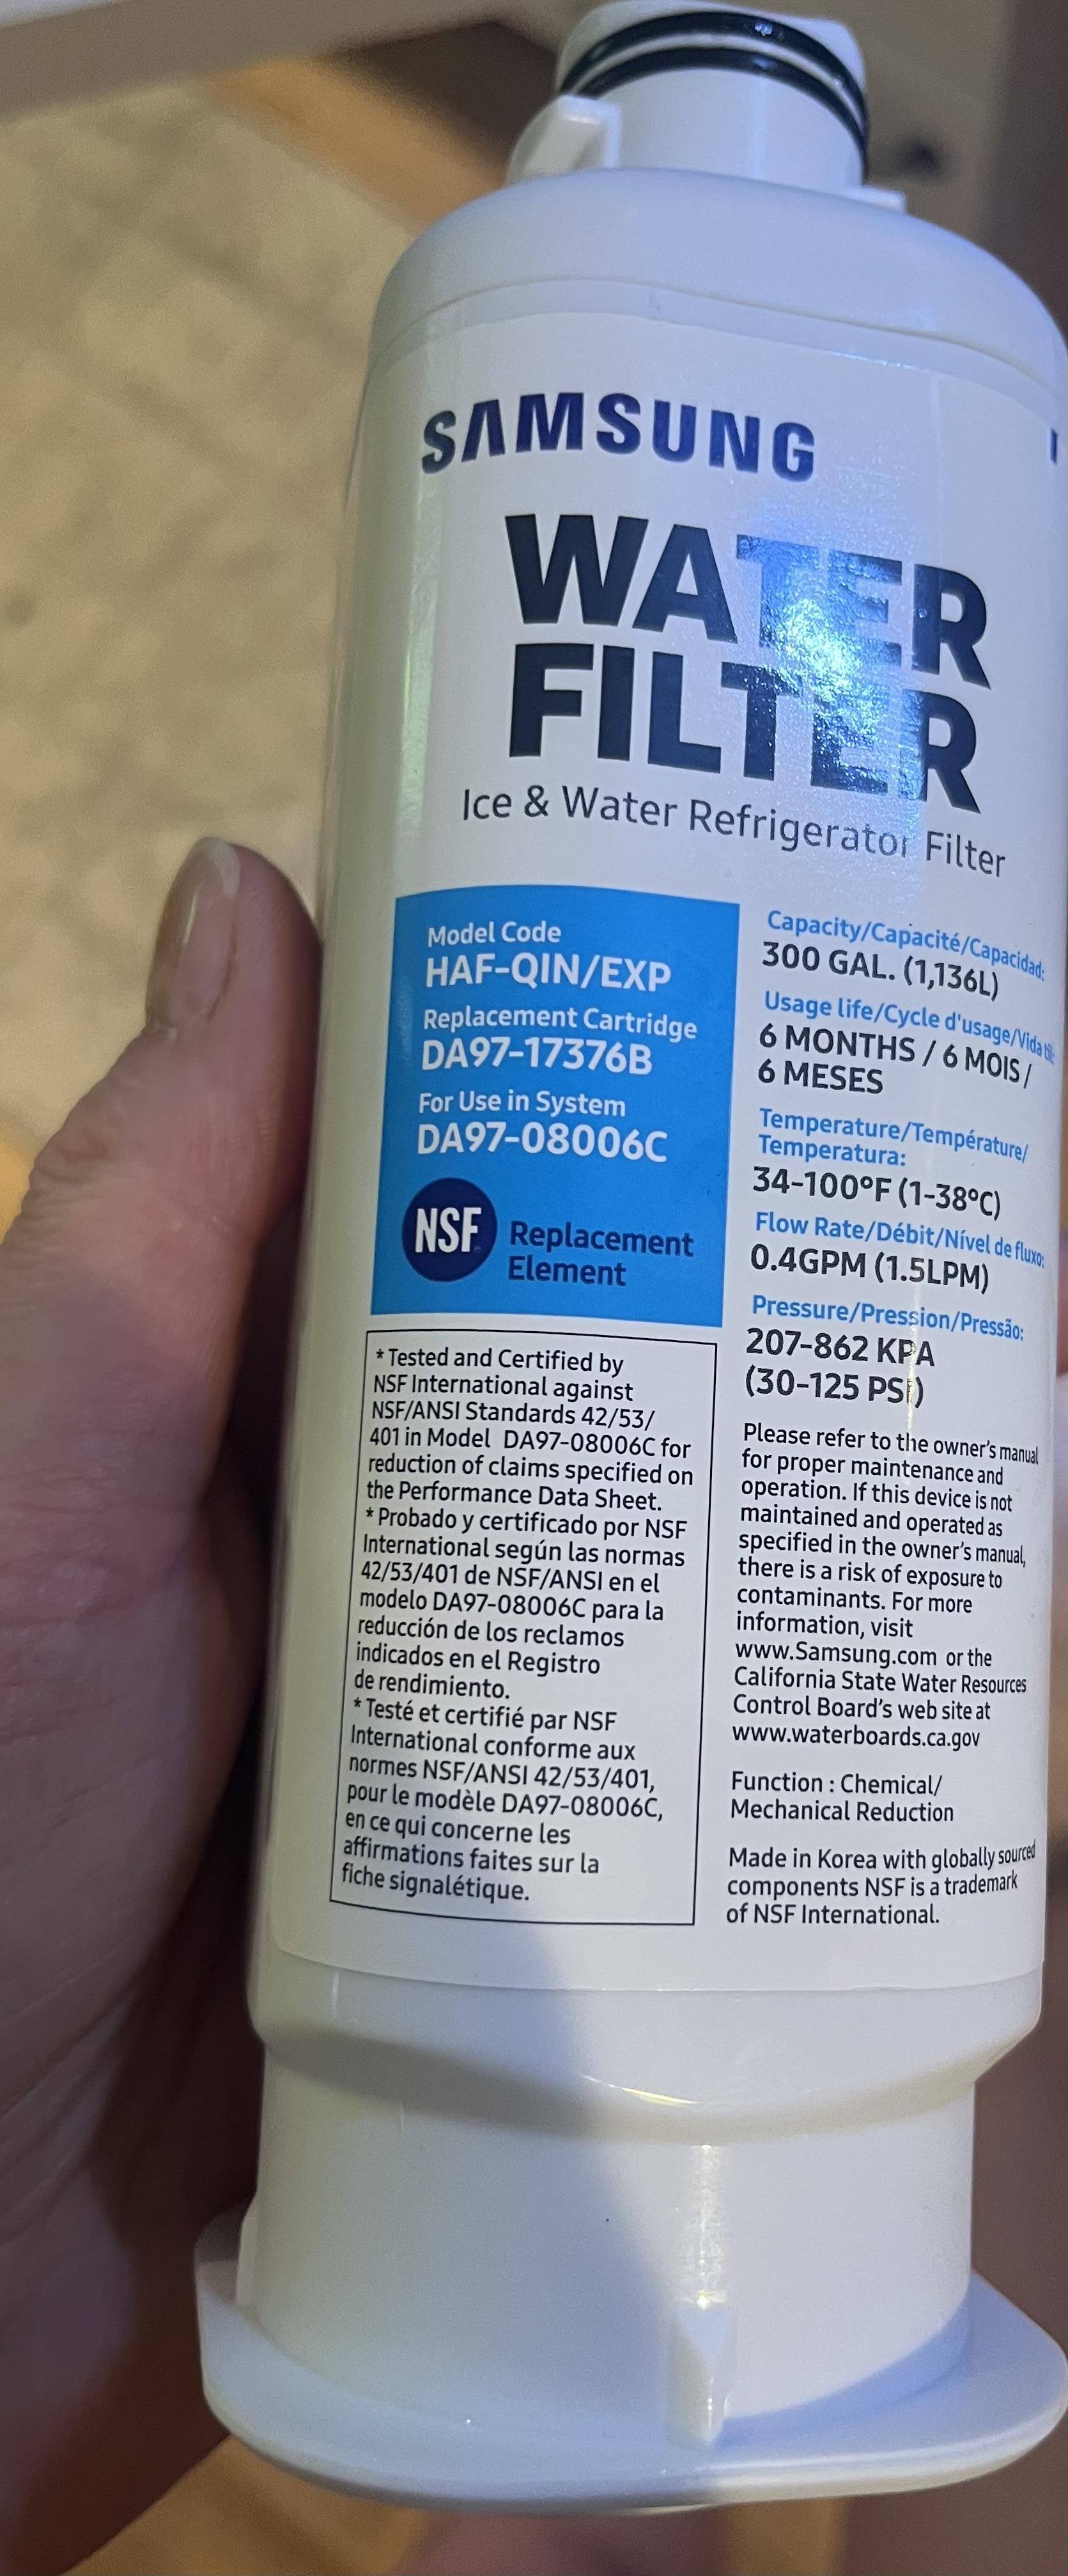 SAMSUNG
WATER
FILTER
Ice & Water Refrigerator Filter
Model Code
HAF-QIN/EXP
Replacement Cartridge
DA97-17376B
For Use in System
DA97-08006C
NSF
Replacement
Element
* Tested and Certified by
NSF International against
NSF/ANSI Standards 42/53/
401 in Model DA97-08006C for
reduction of claims specified on
the Performance Data Sheet.
* Probado y certificado por NSF
International según las normas
42/53/401 de NSF/ANSI en el
modelo DA97-08006C para la
reducción de los reclamos
indicados en el Registro
de rendimiento.
* Testé et certifié par NSF
International conforme aux
normes NSF/ANSI 42/53/401,
pour le modèle DA97-08006C,
en ce qui concerne les
affirmations faites sur la
fiche signalétique.
Capacity/Capacité/Capacidad:
300 GAL. (1,136L)
Usage life/Cycle d'usage/Vida
6 MONTHS / 6 MOIS /
6 MESES
Temperature/Température/
Temperatura:
34-100°F (1-38°C)
Flow Rate/Débit/Nível de fluxo:
0.4GPM (1.5LPM)
Pressure/Pression/Pressão:
207-862 KPA
(30-125 PSI)
Please refer to the owner's manual
for proper maintenance and
operation. If this device is not
maintained and operated as
specified in the owner's manual,
there is a risk of exposure to
contaminants. For more
information, visit
www.Samsung.com or the
California State Water Resources
Control Board's web site at
www.waterboards.ca.gov
Function : Chemical/
Mechanical Reduction
Made in Korea with globally sourced
components NSF is a trademark
of NSF International.